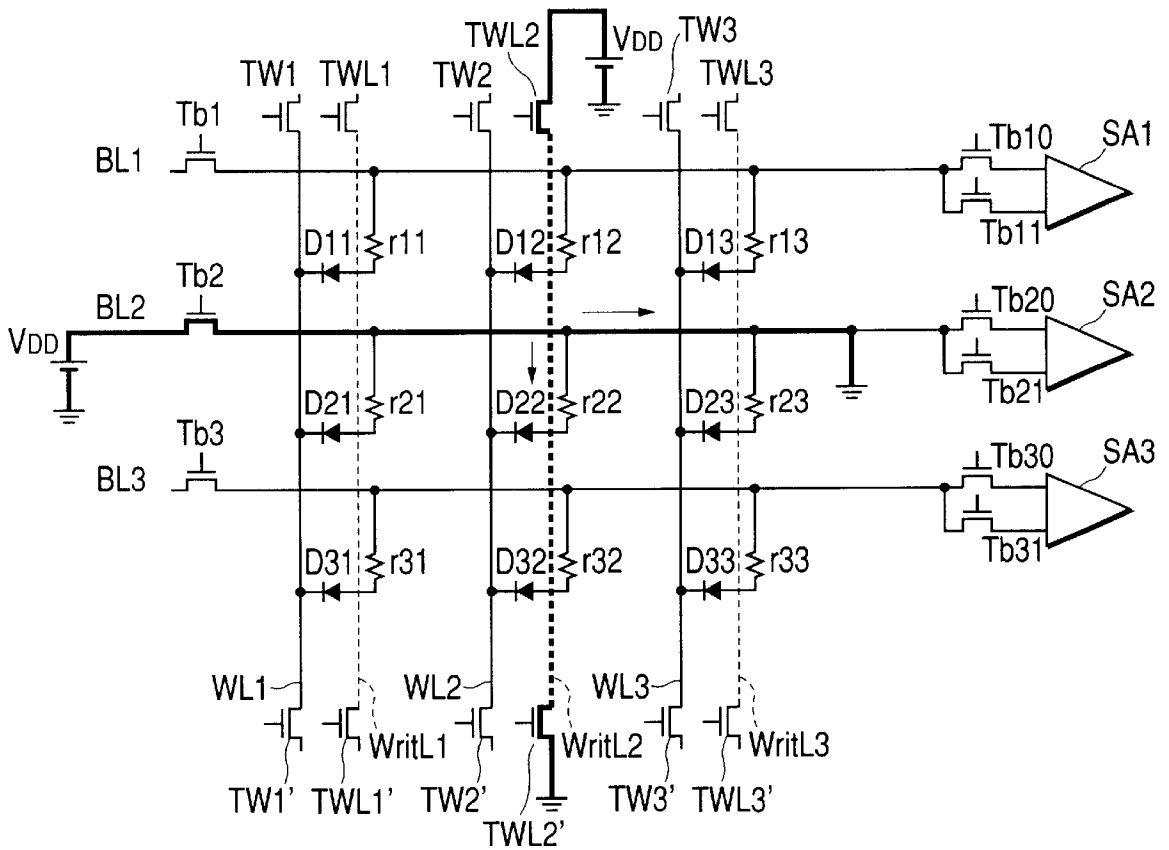 TWL2
VDD
TW3
TW1
TWL1
TW2
TWL3
Tb1
BL1
Tb10
SA1
Tb11
D11
r11
D12
r12
D13
r13
Tb2
BL2
VDD
Tb20
SA2
Tb21
D21
r21
D22
r22
D23
r23
Tb3
BL3
Tb30
SA3
Tb31
D31
r31
D32
r32
D33
r33
WL1
WL2
WL3
WritL1
WritL2
WritL3
TW1'
TWL1'
TW2'
TWL2'
TW3'
TWL3'